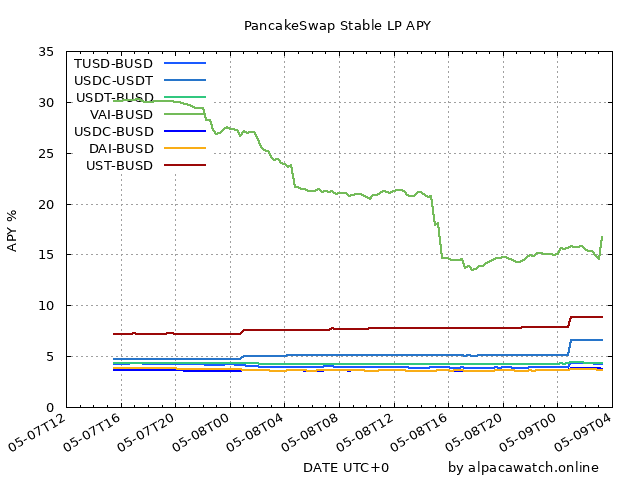 PancakeSwap Stable LP APY
35
30
25
20
15
10
5
0
APY %
TUSD-BUSD
USDC-USDT
USDT-BUSD
VAI-BUSD
USDC-BUSD
DAI-BUSD
UST-BUSD
05-07T12
05-07T16
05-07T20
05-08T00
05-08T04
05-08T08
05-08T12
05-08T16
05-08T20
05-09T00
05-09T04
DATE UTC+0
by alpacawatch.online